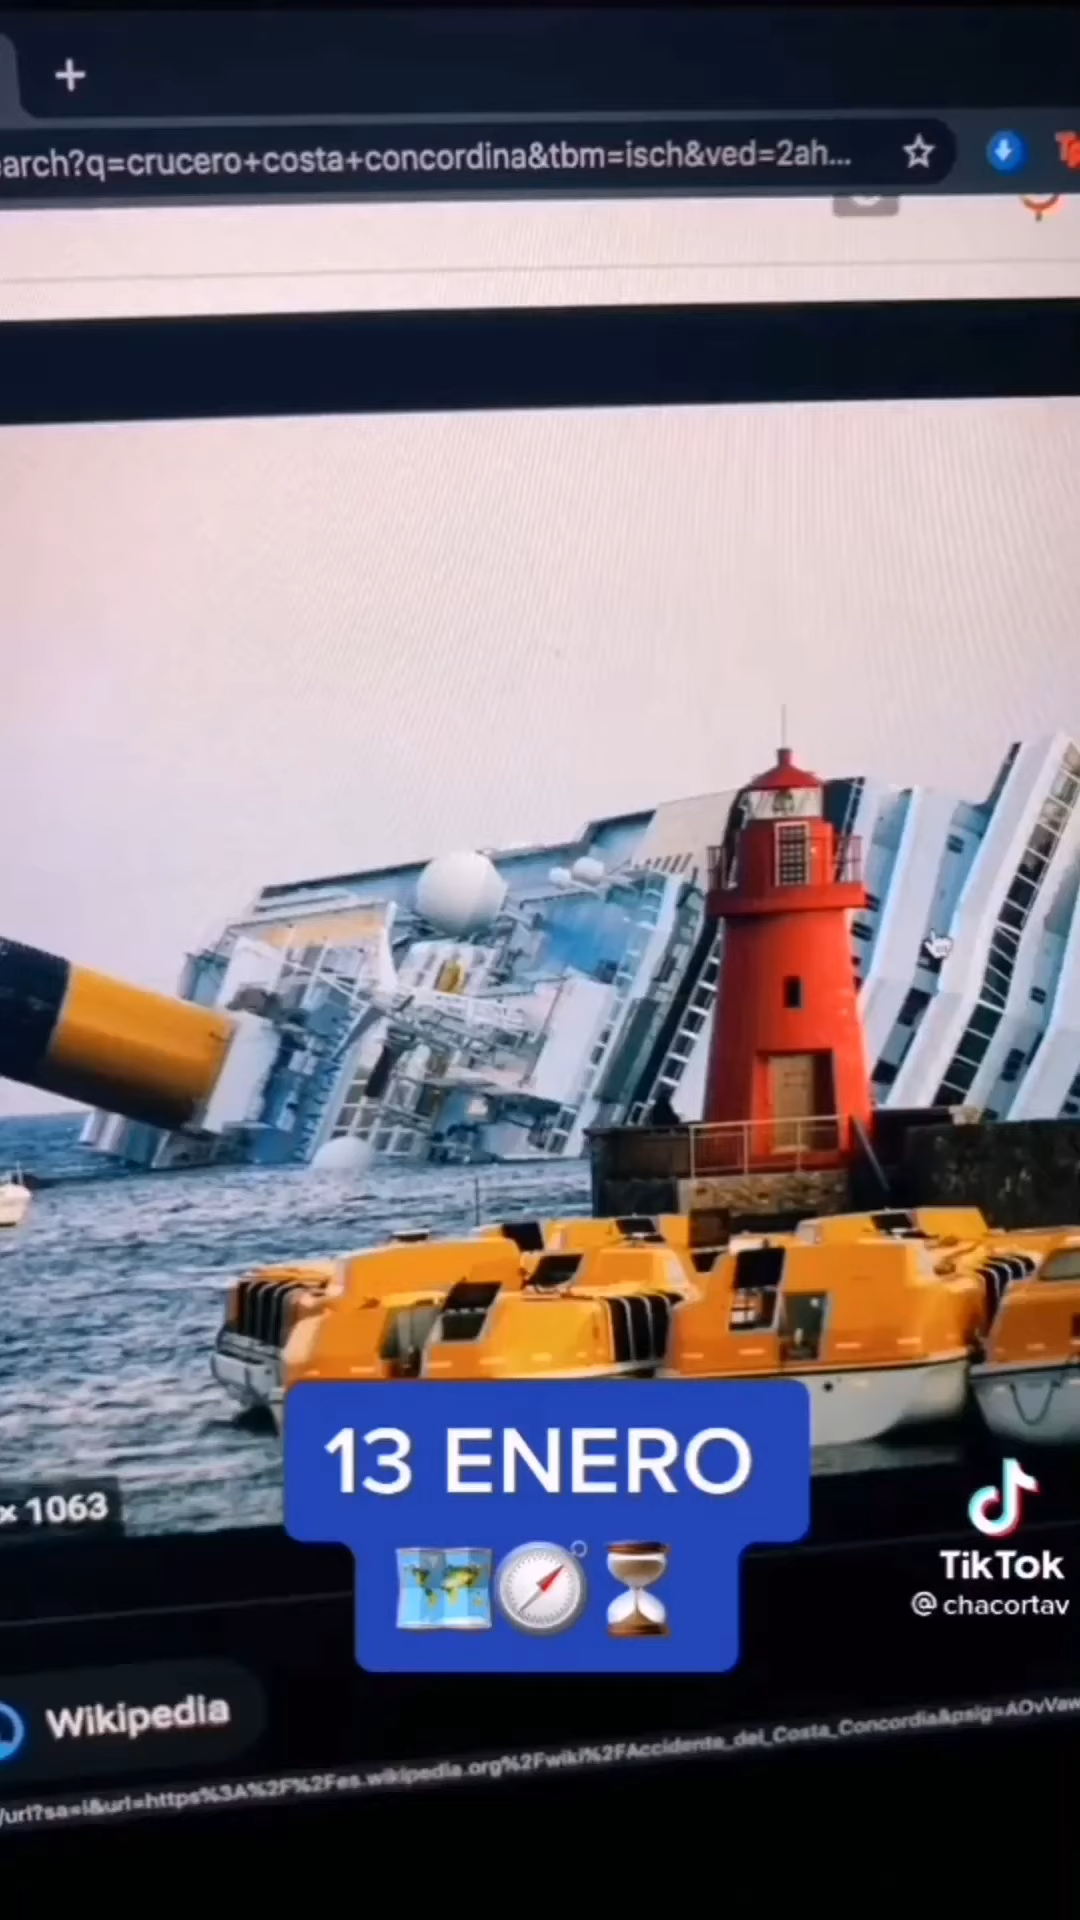 +
earch?q=crucero+costa+concordina&tbm=isch&ved=2ah...
13 ENERO
x 1063
TikTok
@chacortav
Wikipedia
/url?sa=i&url=https%3A%2F%2Fes.wikipedia.org%2Fwiki%2FAccidente_del_Costa_Concordia&psig=AOvVaw